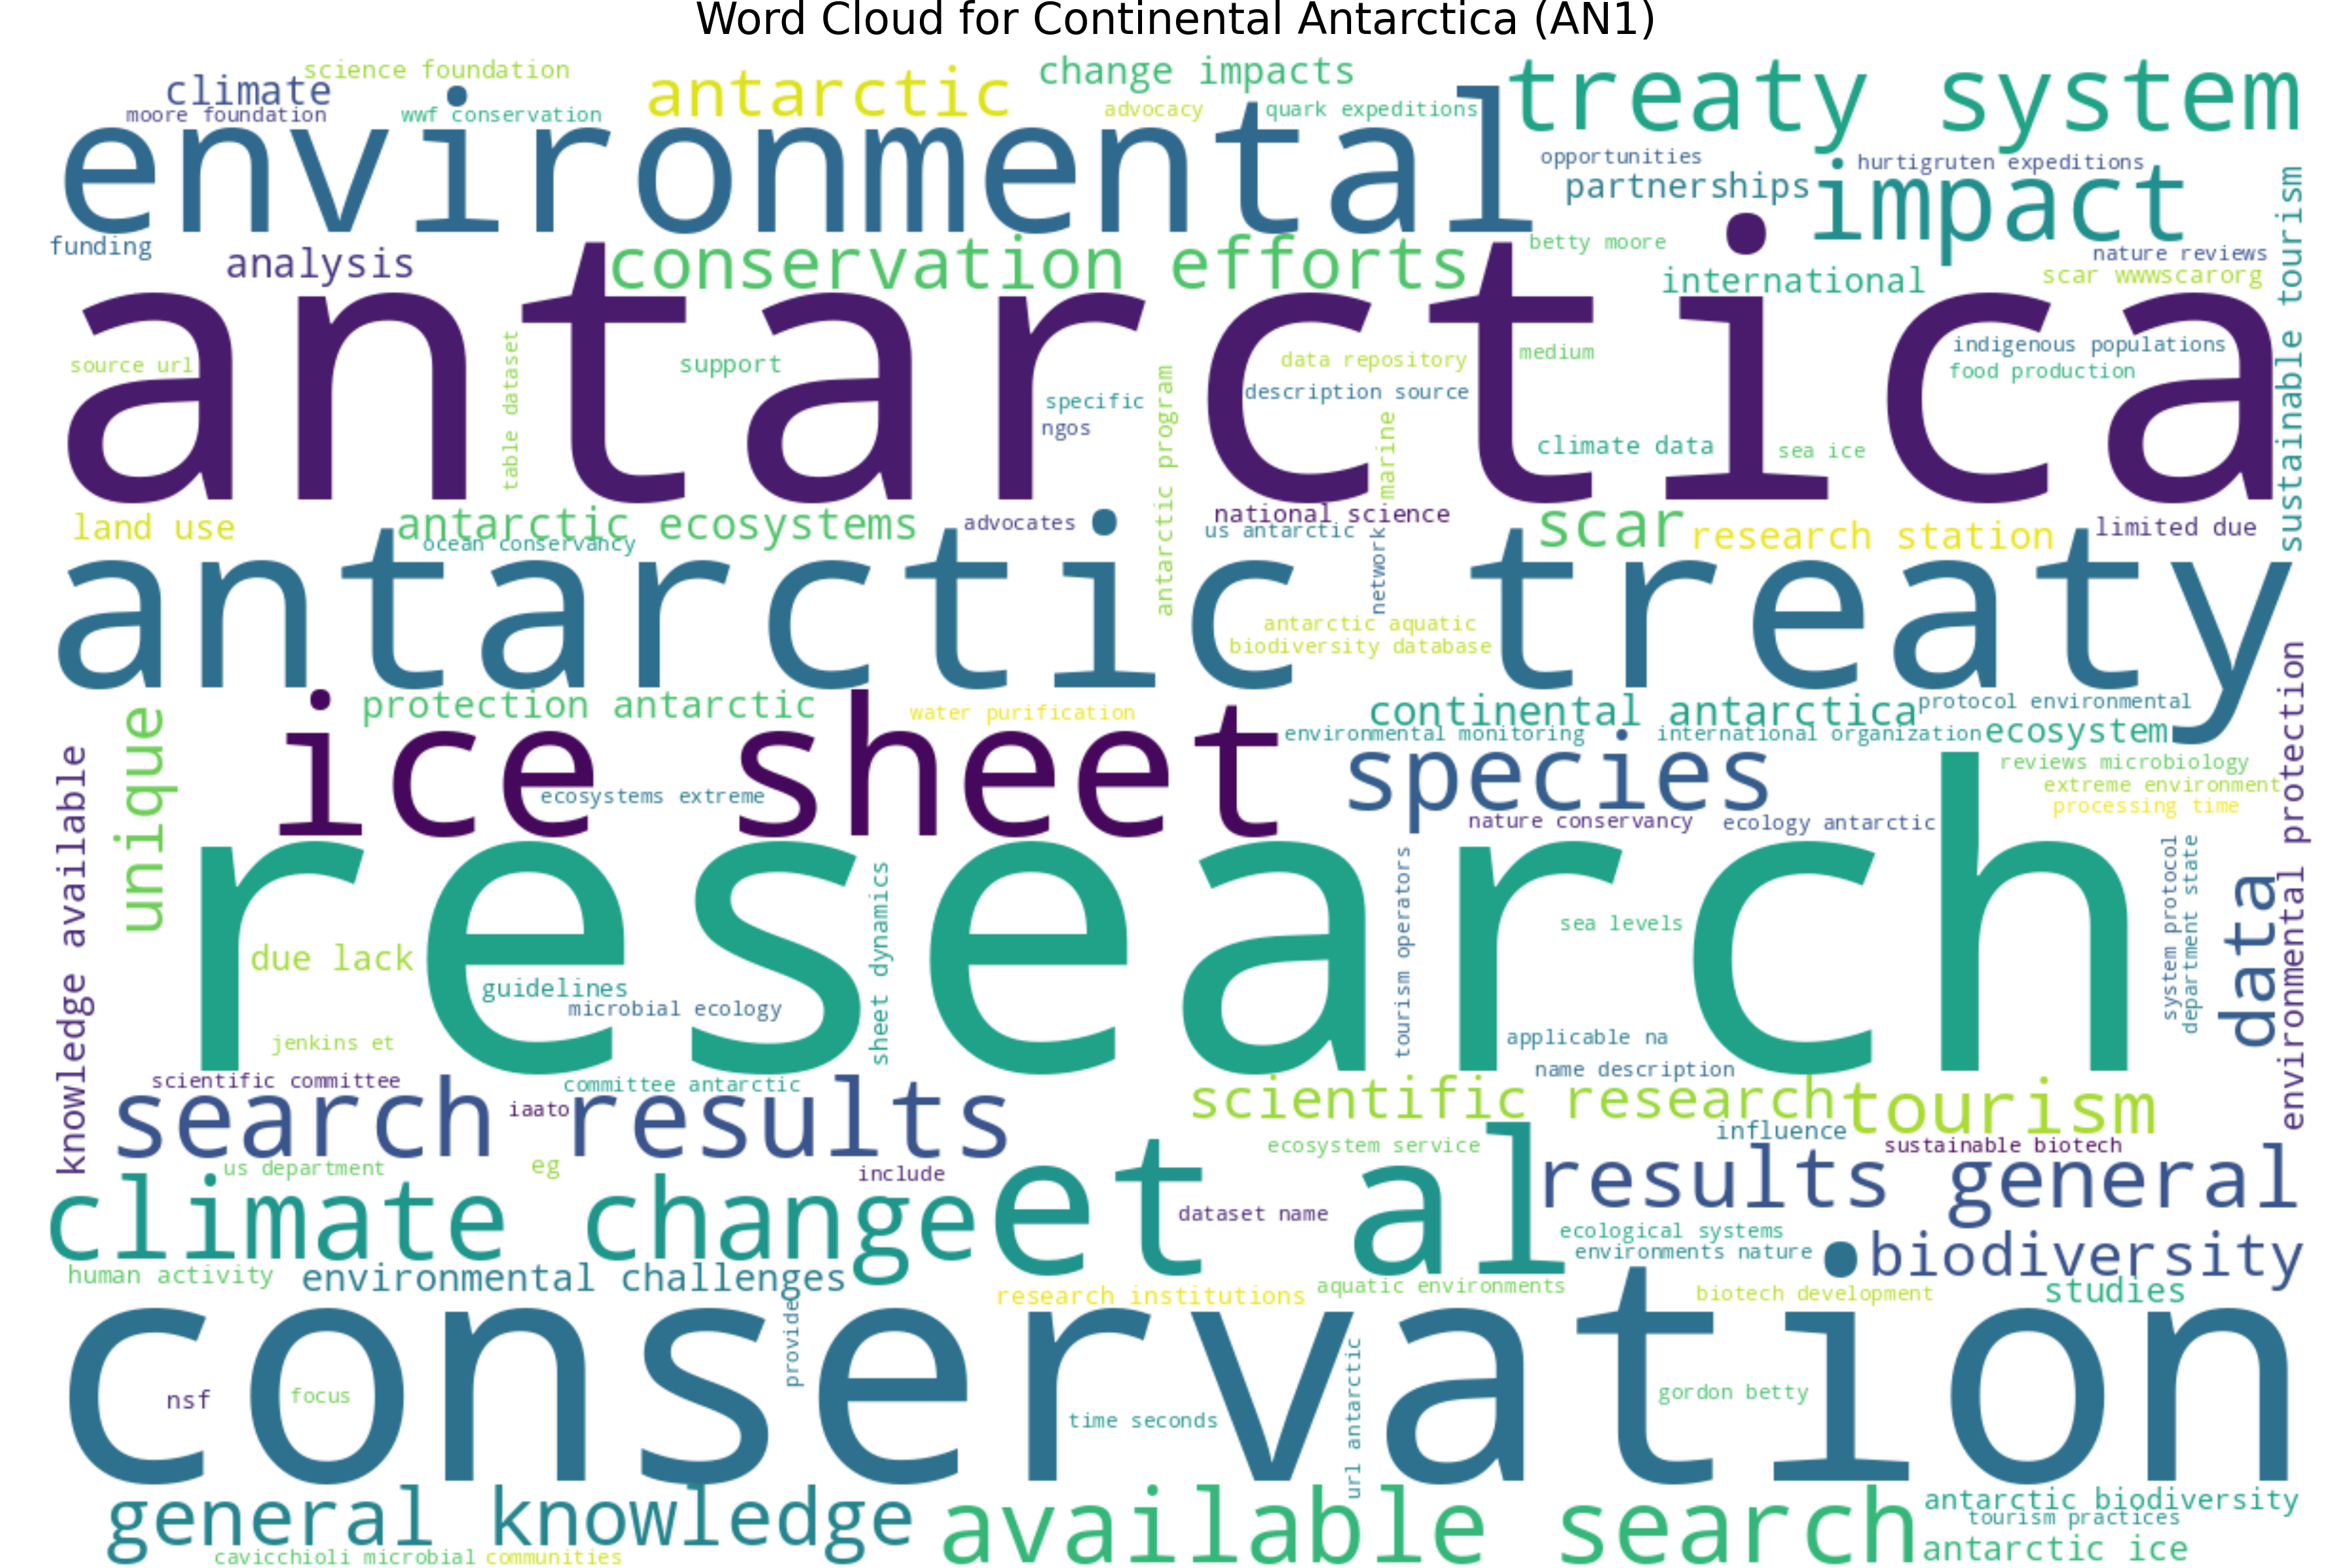 Word Cloud for Continental Antarctica (AN1)
science foundation
climate
antarctic
change impacts
treaty system
moore foundation
wwf conservation
advocacy
quark expeditions
environmental
opportunities
hurtigruten expeditions
partnerships
impact
sustainable tourism
funding
analysis
conservation efforts
betty moore
nature reviews
international
scar wwwscarorg
antarctica
source url
table dataset
support
data repository
medium
indigenous populations
food production
description source
specific
ngos
antarctic program
marine
climate data
sea ice
land use
antarctic ecosystems
advocates
national science
us antarctic
scar
research station
limited due
ocean conservancy
network
antarctic treaty
antarctic aquatic
biodiversity database
protection antarctic
water purification
continental antarctica
protocol environmental
environmental monitoring
international organization
ecosystem
environmental protection
unique
knowledge available
ice sheet
ecosystems extreme
species
reviews microbiology
extreme environment
processing time
nature conservancy
ecology antarctic
research
due lack
guidelines
microbial ecology
sheet dynamics
tourism operators
sea levels
system protocol
department state
data
jenkins et
applicable na
name description
scientific committee
committee antarctic
scientific research
tourism
search results
iaato
influence
us department
eg
include
ecosystem service
sustainable biotech
climate change
et al
results general
dataset name
ecological systems
environments nature
biodiversity
human activity
environmental challenges
research institutions
aquatic environments
biotech development
studies
provide
conservation
nsf
focus
time seconds
url antarctic
gordon betty
general knowledge
available search
antarctic biodiversity
tourism practices
antarctic ice
cavicchioli microbial
communities